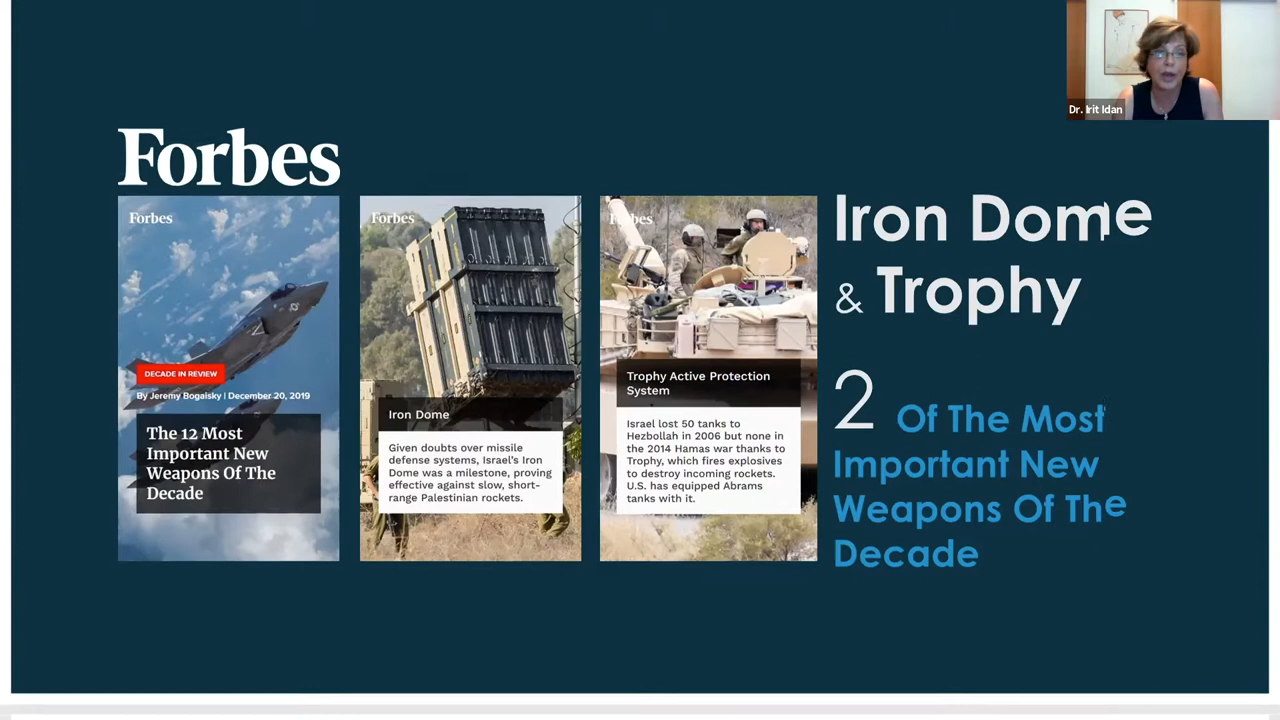 Dr. Irit Idan
Forbes
Forbes
DECADE IN REVIEW
By Jeremy Bogaisky | December 20, 2019
The 12 Most
Important New
Weapons Of The
Decade
Forbes
Iron Dome
Given doubts over missile
defense systems, Israel's Iron
Dome was a milestone, proving
effective against slow, short-
range Palestinian rockets.
Forbes
Trophy Active Protection
System
Israel lost 50 tanks to
Hezbollah in 2006 but none in
the 2014 Hamas war thanks to
Trophy, which fires explosives
to destroy incoming rockets.
U.S. has equipped Abrams
tanks with it.
Iron Dome
& Trophy
2 Of The Most
Important New
Weapons Of The
Decade